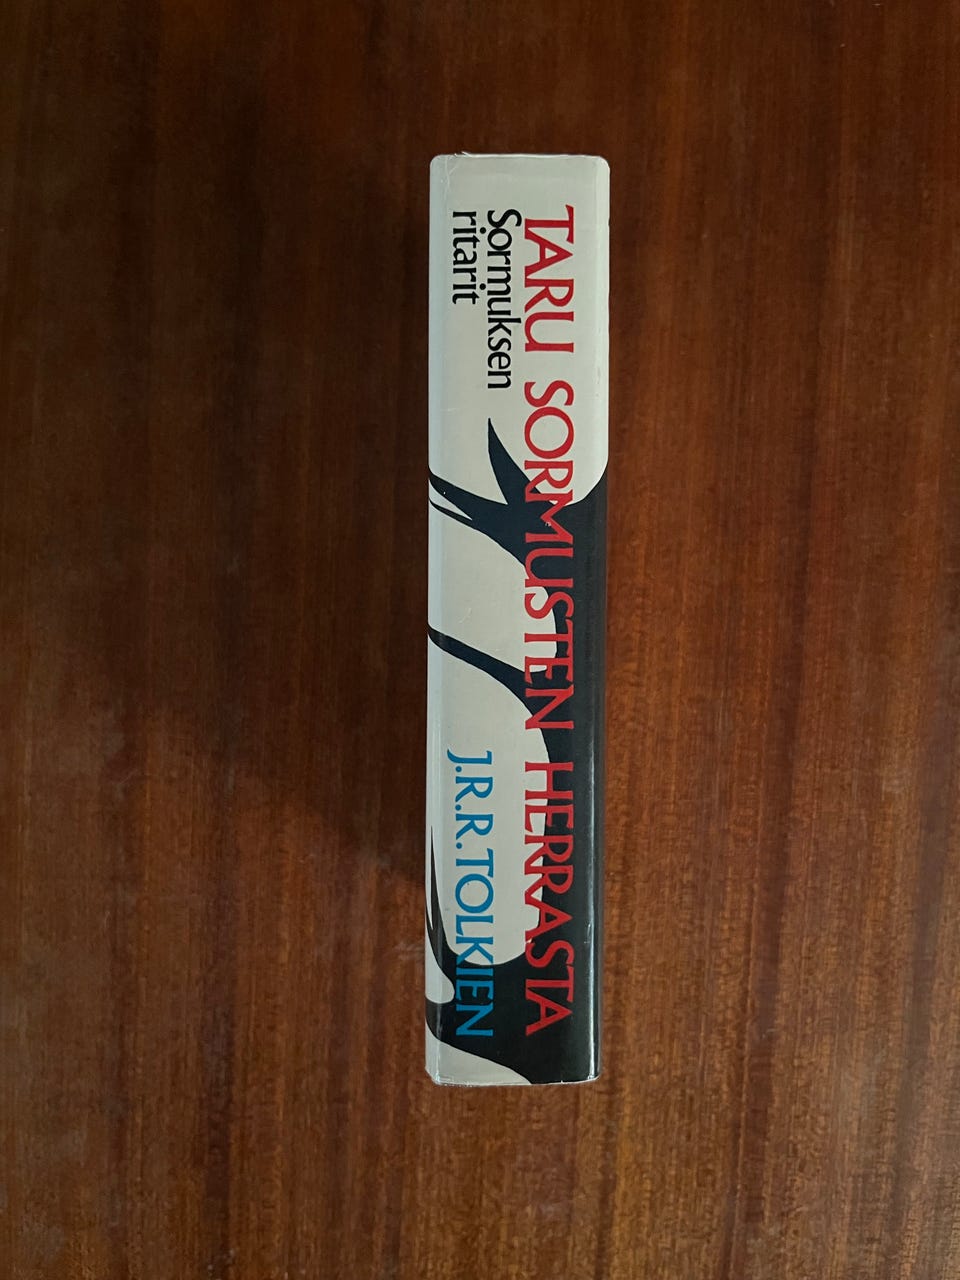 TARU SORMUSTEN HERRASTA
Sormuksen
ritarit
J.R.R.TOLKIEN